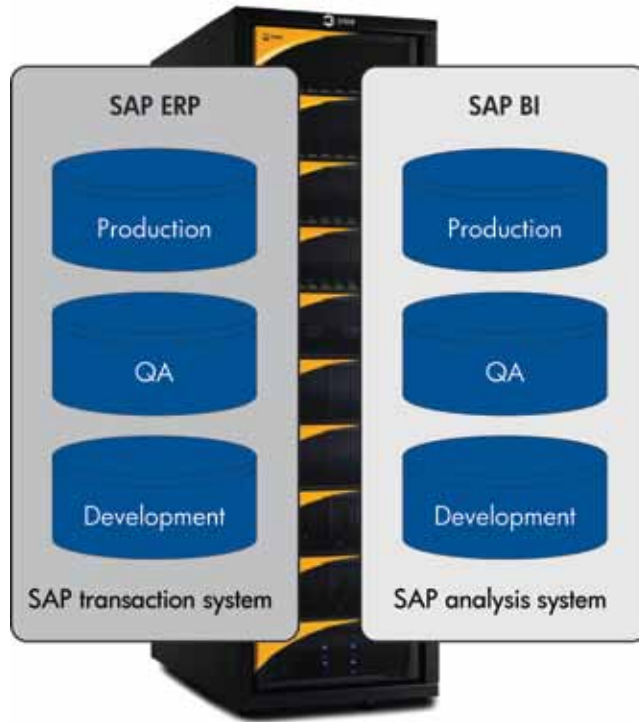 SAP ERP
Production
QA
Development
SAP transaction system
SAP BI
Production
QA
Development
SAP analysis system